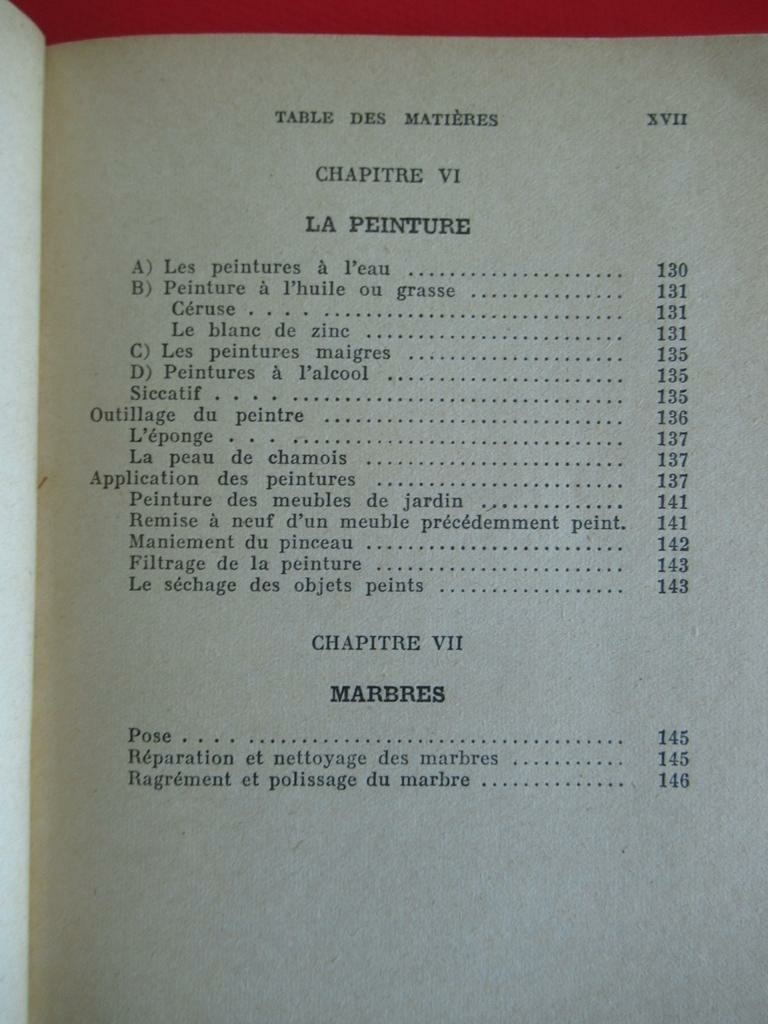 TABLE DES MATIÈRES XVII
CHAPITRE VI
LA PEINTURE
A) Les peintures à l'eau ..................... 130
B) Peinture à l'huile ou grasse ............... 131
Céruse .... ............................. 131
Le blanc de zinc ......................... 131
C) Les peintures maigres ..................... 135
D) Peintures à l'alcool ....................... 135
Siccatif .... ................................ 135
Outillage du peintre ............................. 136
L'éponge ... ................................ 137
La peau de chamois ......................... 137
Application des peintures ........................ 137
Peinture des meubles de jardin .............. 141
Remise à neuf d'un meuble précédemment peint. 141
Maniement du pinceau ......................... 142
Filtrage de la peinture ........................ 143
Le séchage des objets peints .................. 143
CHAPITRE VII
MARBRES
Pose .... .................................... 145
Réparation et nettoyage des marbres ........... 145
Ragrément et polissage du marbre .............. 146